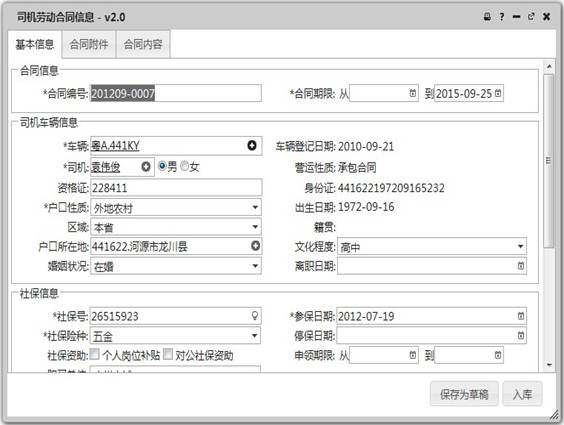 司机劳动合同信息 - v2.0
基本信息 合同附件 合同内容
合同信息
*合同编号: 201209-0007 *合同期限: 从 到 2015-09-25
司机车辆信息
*车辆: 粤A.441KY 车辆登记日期: 2010-09-21
*司机: 袁伟俊 男 女 营运性质: 承包合同
资格证: 228411 身份证: 441622197209165232
*户口性质: 外地农村 出生日期: 1972-09-16
区域: 本省 籍贯:
户口所在地: 441622.河源市龙川县 文化程度: 高中
婚姻状况: 在婚 离职日期:
社保信息
*社保号: 26515923 *参保日期: 2012-07-19
*社保险种: 五金 停保日期:
社保资助: 个人岗位补贴 对公社保资助 申领期限: 从 到
保存为草稿 入库